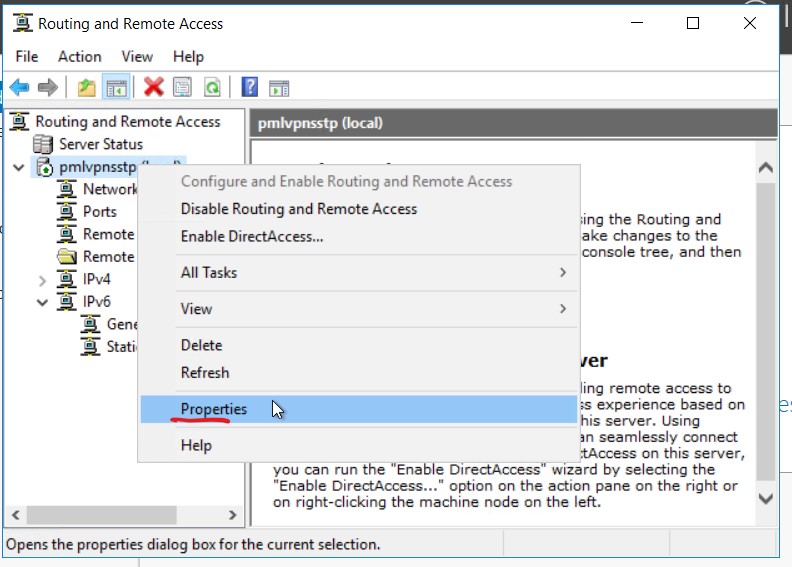 Routing and Remote Access
File Action View Help
Routing and Remote Access
Server Status
pmlvpnsstp (local)
Network
Ports
Remote
Remote
IPv4
IPv6
pmlvpnsstp (local)
Configure and Enable Routing and Remote Access
Disable Routing and Remote Access
Enable DirectAccess...
All Tasks
View
Delete
Refresh
Properties
Help
sing the Routing and
ake changes to the
console tree, and then
ver
ling remote access to
ss experience based on
his server. Using
an seamlessly connect
ctAccess on this server,
you can run the "Enable DirectAccess" wizard by selecting the
"Enable DirectAccess..." option on the action pane on the right or
on right-clicking the machine node on the left.
Opens the properties dialog box for the current selection.